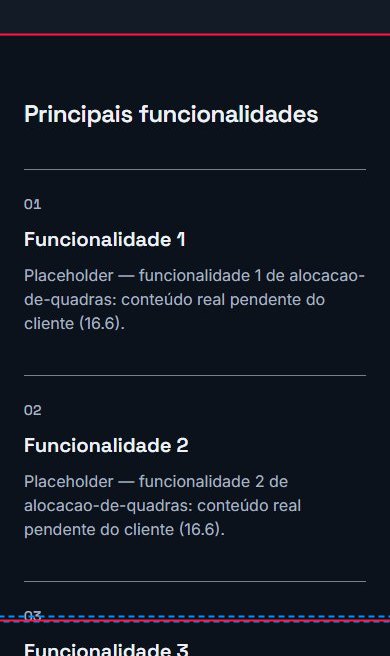 Principais funcionalidades
01
Funcionalidade 1
Placeholder — funcionalidade 1 de alocacao-
de-quadras: conteúdo real pendente do
cliente (16.6).
02
Funcionalidade 2
Placeholder — funcionalidade 2 de
alocacao-de-quadras: conteúdo real
pendente do cliente (16.6).
03
Funcionalidade 3